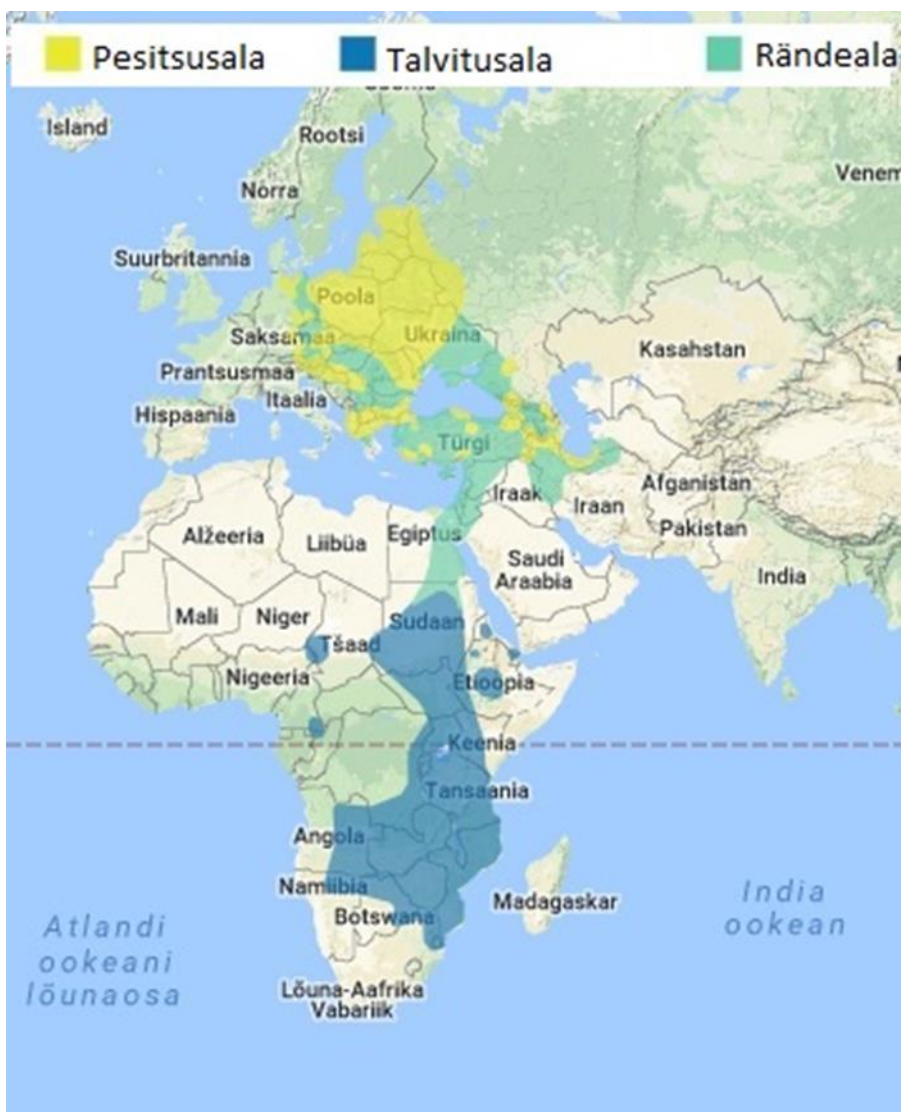 Pesitsusala
Talvitusala
Rändeala
Island
Rootsi
Norra
Venem
Suurbritannia
Poola
Saksamaa
Ukraina
Kasahstan
Prantsusmaa
Itaalia
Hispaania
Türgi
Iraak
Iraan
Afganistan
Pakistan
Alžeeria
Liibüa
Egiptus
Saudi
Araabia
India
Mali
Niger
Tšaad
Sudaan
Nigeeria
Etioopia
Keenia
Tansaania
Angola
Namiibia
Botswana
Madagaskar
India
ookean
Atlandi
ookeani
lõunaosa
Lõuna-Aafrika
Vabariik